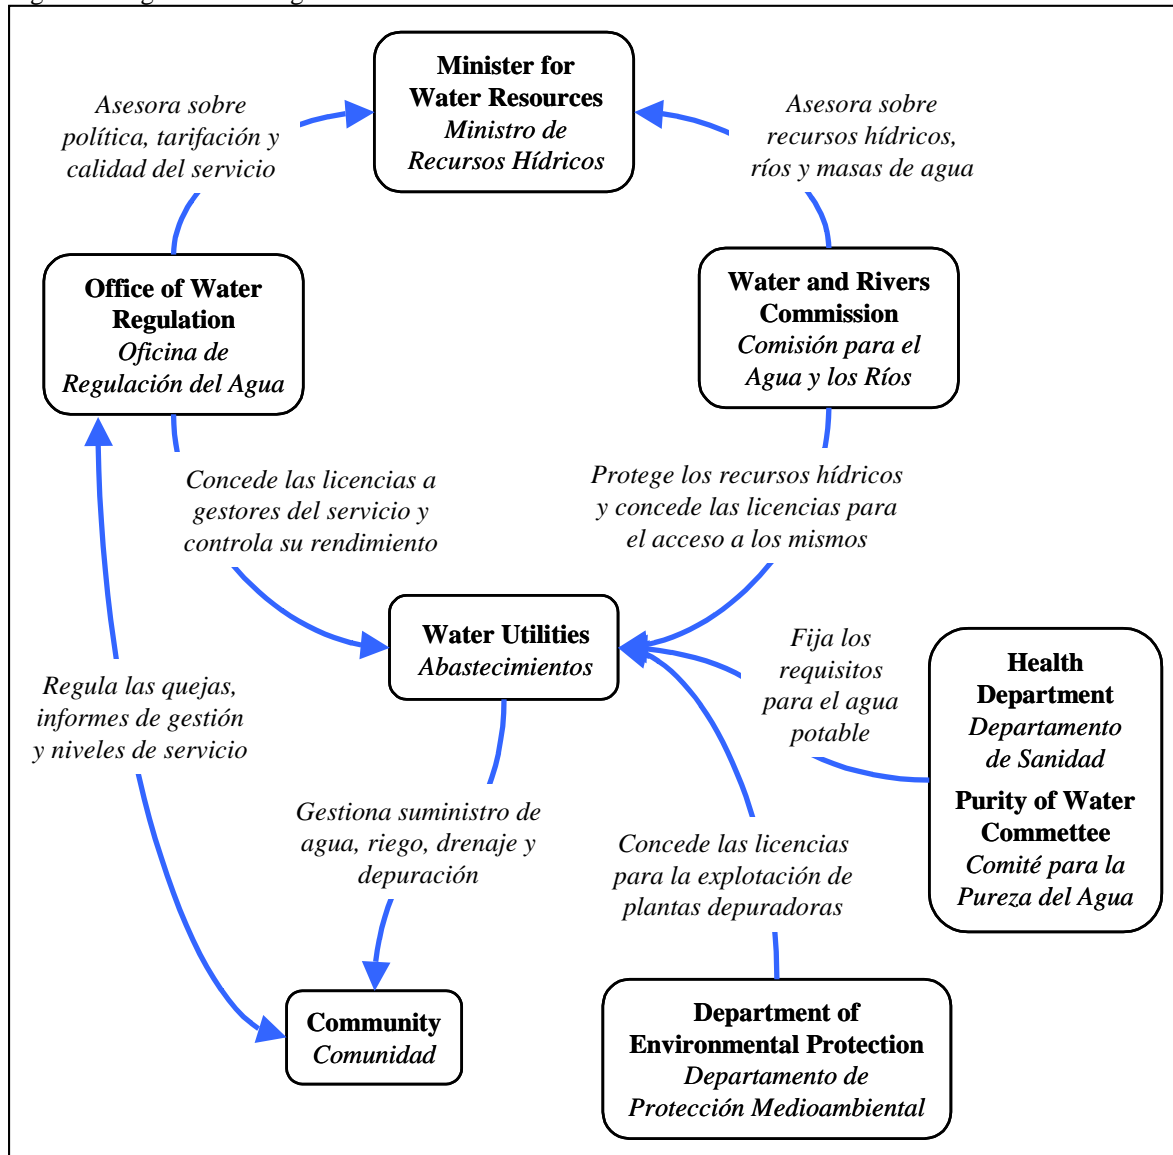 Minister for
Water Resources
Ministro de
Recursos Hídricos
Asesora sobre
política, tarifación y
calidad del servicio
Asesora sobre
recursos hídricos,
ríos y masas de agua
Office of Water
Regulation
Oficina de
Regulación del Agua
Water and Rivers
Commission
Comisión para el
Agua y los Ríos
Concede las licencias a
gestores del servicio y
controla su rendimiento
Protege los recursos hídricos
y concede las licencias para
el acceso a los mismos
Water Utilities
Abastecimientos
Fija los
requisitos
para el agua
potable
Health
Department
Departamento
de Sanidad
Purity of Water
Commettee
Comité para la
Pureza del Agua
Regula las quejas,
informes de gestión
y niveles de servicio
Gestiona suministro de
agua, riego, drenaje y
depuración
Concede las licencias
para la explotación de
plantas depuradoras
Community
Comunidad
Department of
Environmental Protection
Departamento de
Protección Medioambiental